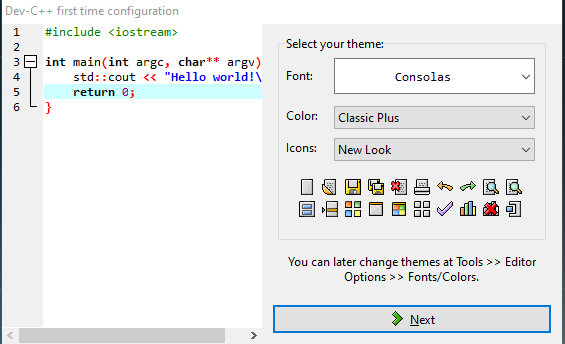 Dev-C++ first time configuration
1 #include <iostream>
2
3 int main(int argc, char** argv)
4 std::cout << "Hello world!\
5 return 0;
6 }
Select your theme:
Font: Consolas
Color: Classic Plus
Icons: New Look
You can later change themes at Tools >> Editor
Options >> Fonts/Colors.
Next